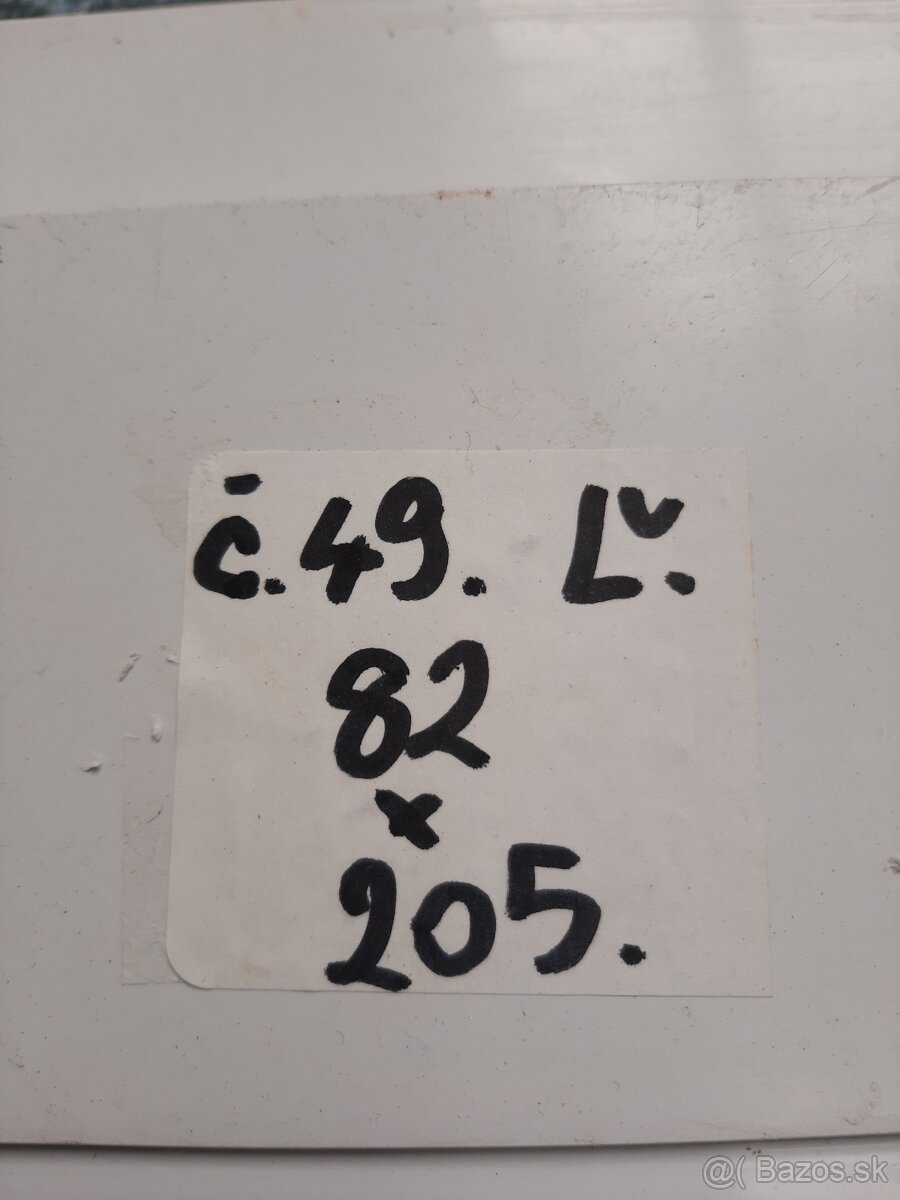 č.49. Ľ.
82
x
205.
@( Bazos.sk